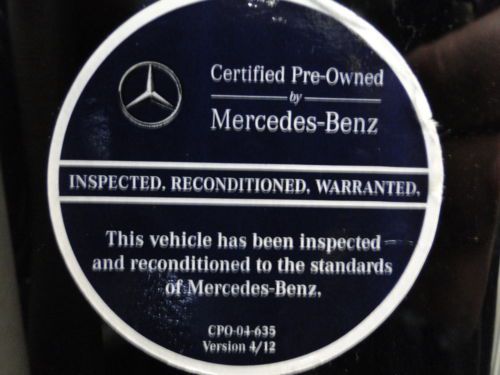 Certified Pre-Owned
by
Mercedes-Benz
INSPECTED, RECONDITIONED, WARRANTED.
This vehicle has been inspected
and reconditioned to the standards
of Mercedes-Benz.
CPO-04-635
Version 4/12